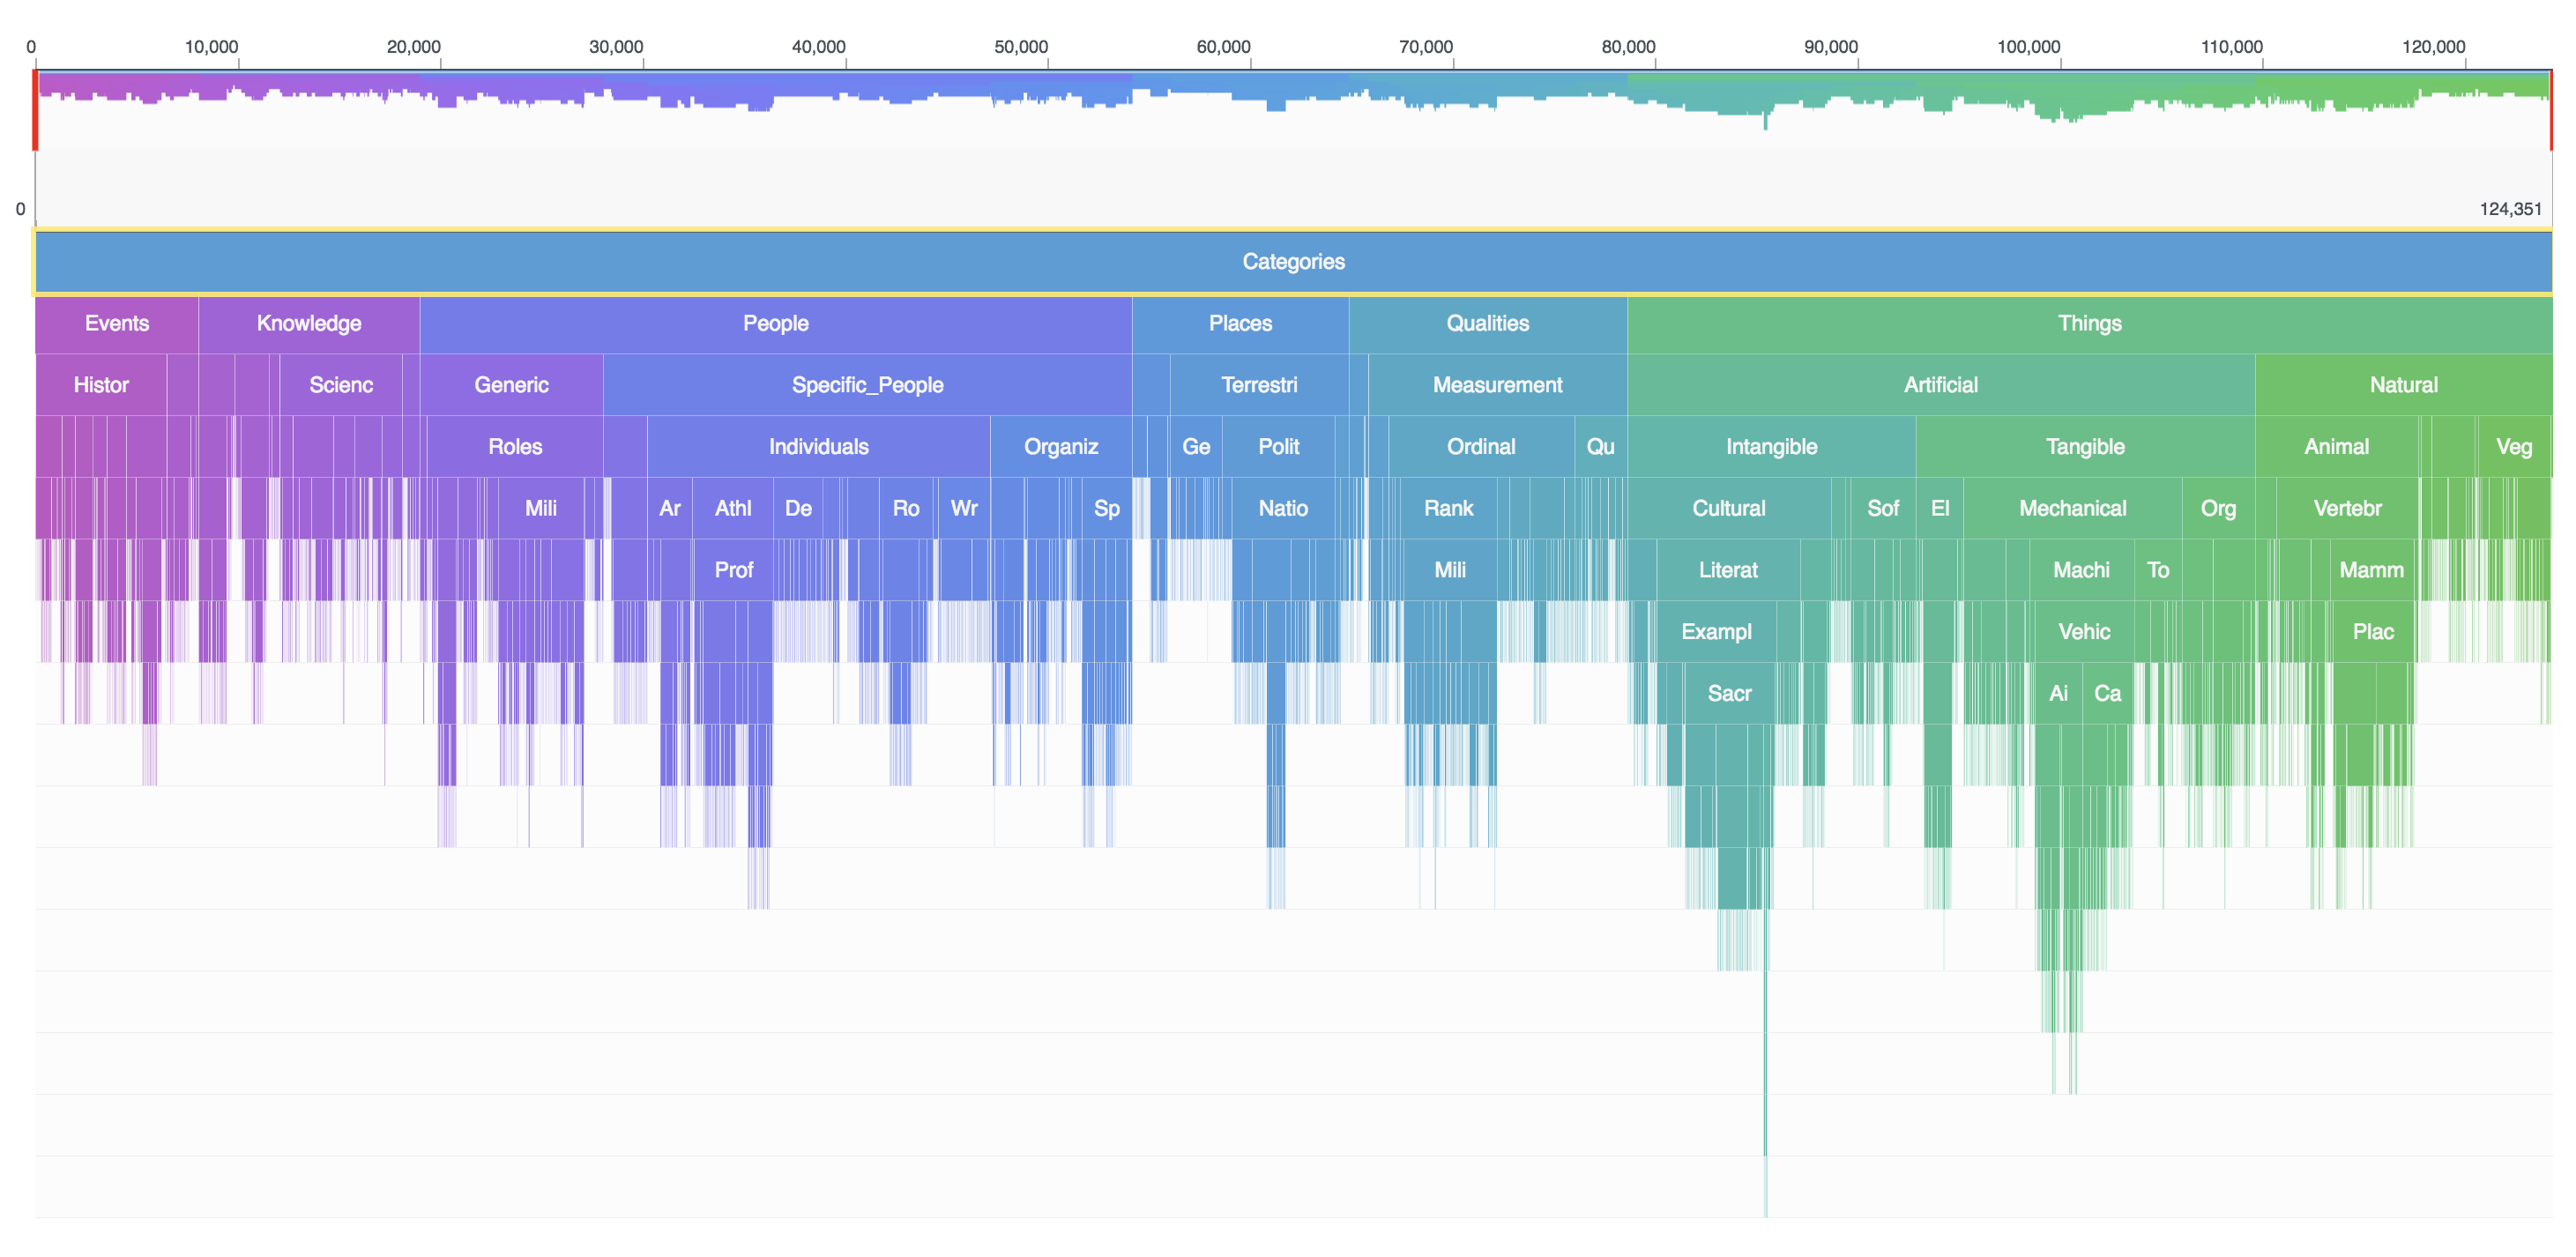 0 10,000 20,000 30,000 40,000 50,000 60,000 70,000 80,000 90,000 100,000 110,000 120,000
0 124,351
Categories
Events Knowledge People Places Qualities Things
Histor Scienc Generic Specific_People Terrestri Measurement Artificial Natural
Roles Individuals Organiz Ge Polit Ordinal Qu Intangible Tangible Animal Veg
Mili Ar Athl De Ro Wr Sp Natio Rank Cultural Sof El Mechanical Org Vertebr
Prof Mili Literat Machi To Mamm
Exampl Vehic Plac
Sacr Ai Ca